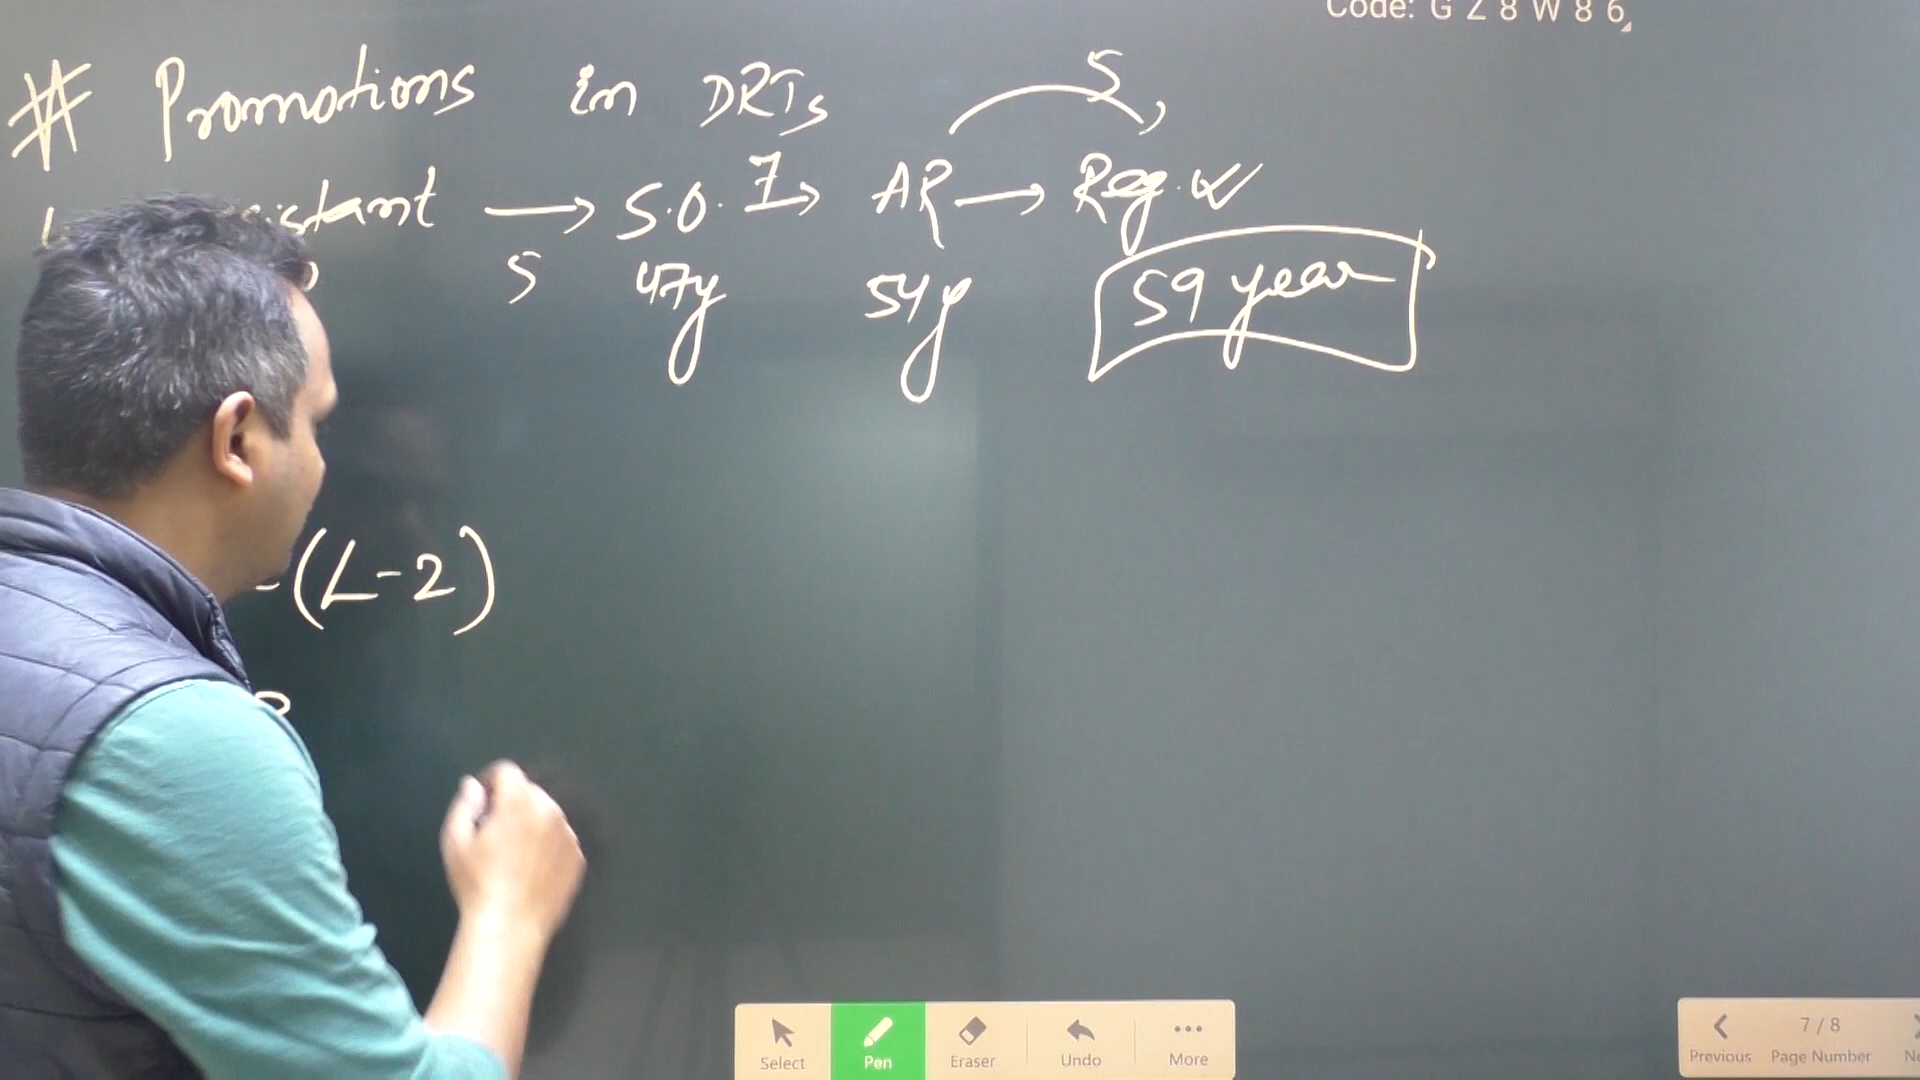 Code: G Z 8 W 8 6
# Promotions in DRTs
5
istant → S.O. 7 → AR → Reg.
5 47y 54y 59 year
-(L-2)
Select Pen Eraser Undo More
Previous 7 / 8 Page Number